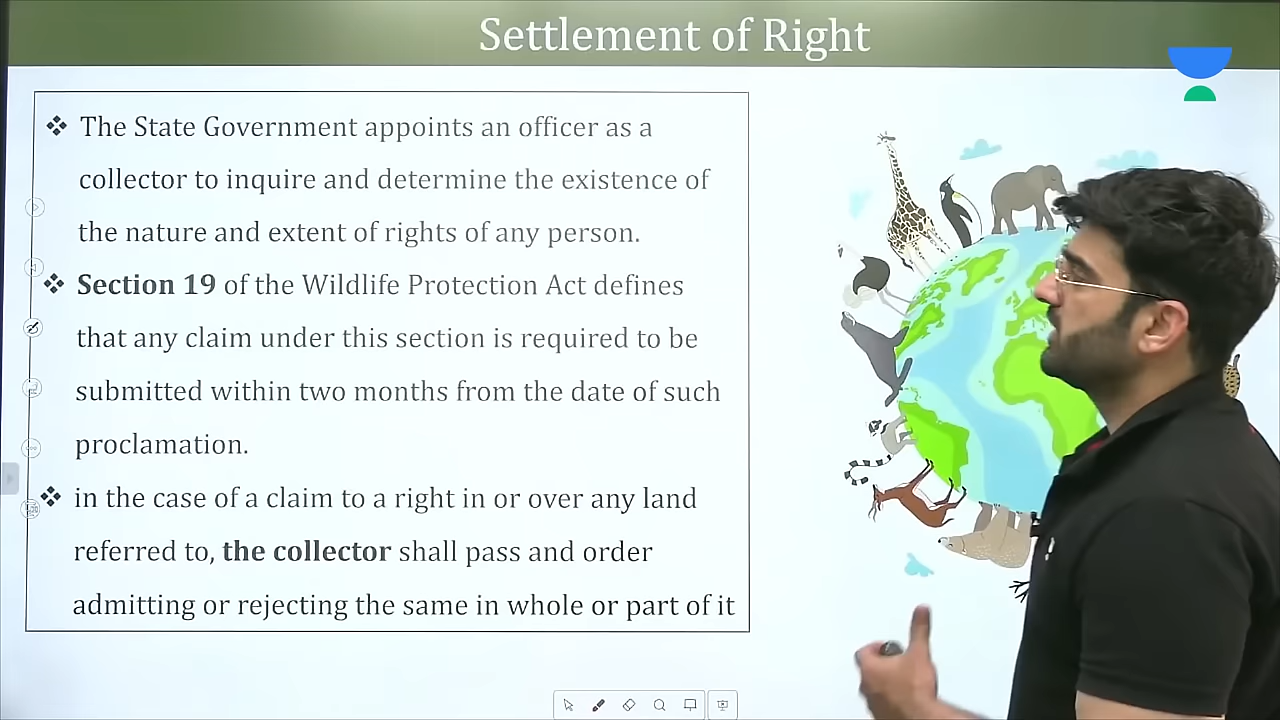 Settlement of Right
❖ The State Government appoints an officer as a
collector to inquire and determine the existence of
the nature and extent of rights of any person.
❖ Section 19 of the Wildlife Protection Act defines
that any claim under this section is required to be
submitted within two months from the date of such
proclamation.
❖ in the case of a claim to a right in or over any land
referred to, the collector shall pass and order
admitting or rejecting the same in whole or part of it